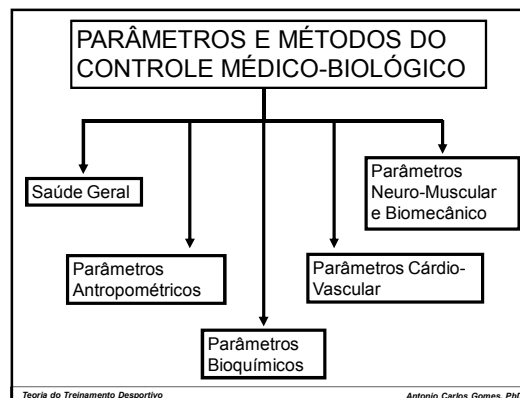 PARÂMETROS E MÉTODOS DO
CONTROLE MÉDICO-BIOLÓGICO
Saúde Geral
Parâmetros
Neuro-Muscular
e Biomecânico
Parâmetros
Antropométricos
Parâmetros Cárdio-
Vascular
Parâmetros
Bioquímicos
Teoria do Treinamento Desportivo
Antonio Carlos Gomes, PhD